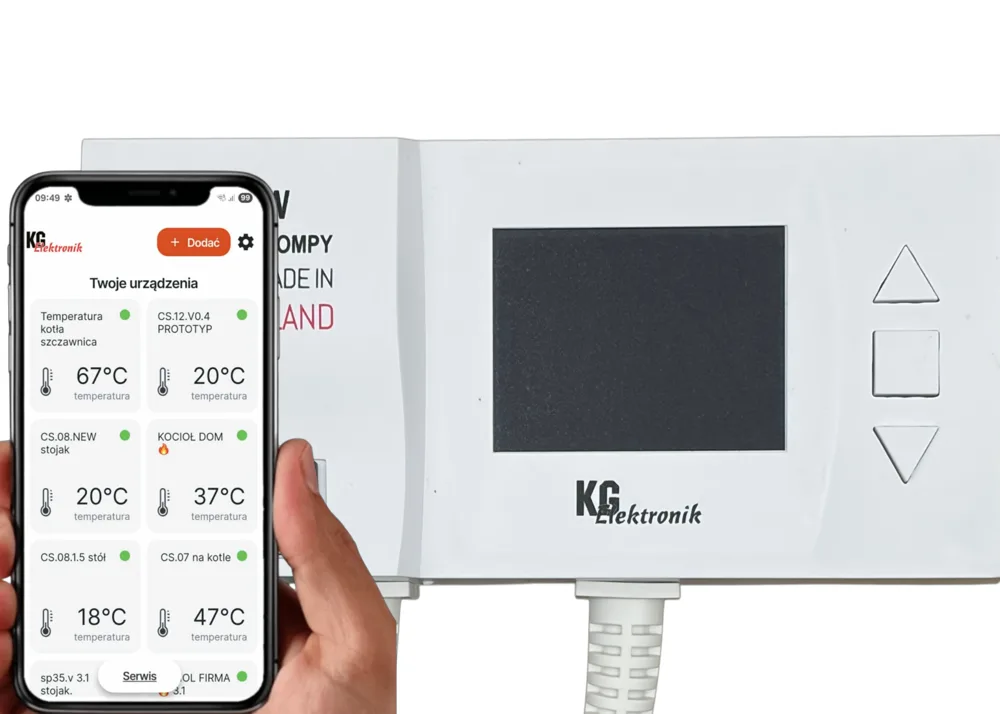 09:49
99
KG
Elektronik
+ Dodać
Twoje urządzenia
Temperatura
kotła
szczawnica
67°C
temperatura
CS.12.V0.4
PROTOTYP
20°C
temperatura
CS.08.NEW
stojak
20°C
temperatura
KOCIOŁ DOM
🔥
37°C
temperatura
CS.08.1.5 stół
18°C
temperatura
CS.07 na kotle
47°C
temperatura
sp35.v 3.1
stojak.
OL FIRMA
3.1
Serwis
OMPY
ADE IN
LAND
KG
Elektronik